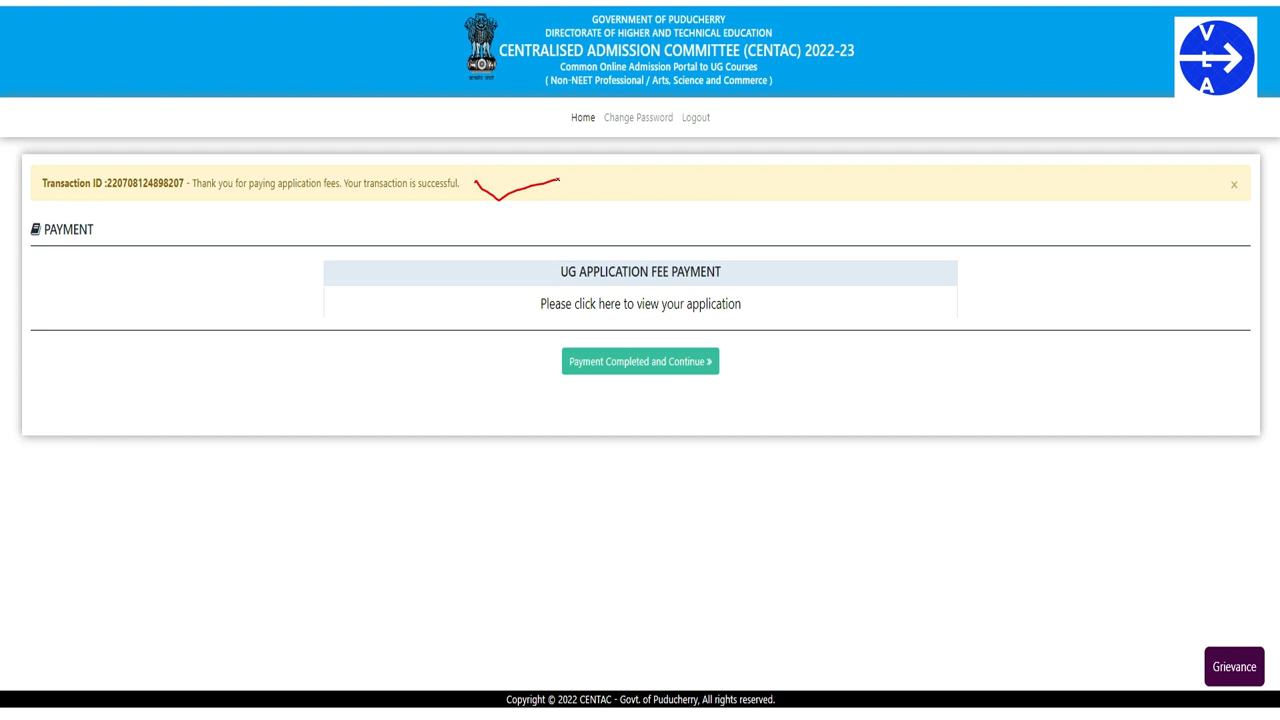 GOVERNMENT OF PUDUCHERRY
DIRECTORATE OF HIGHER AND TECHNICAL EDUCATION
CENTRALISED ADMISSION COMMITTEE (CENTAC) 2022-23
Common Online Admission Portal to UG Courses
( Non-NEET Professional / Arts, Science and Commerce )
V
L
A
Home Change Password Logout
Transaction ID :220708124898207 - Thank you for paying application fees. Your transaction is successful. ×
PAYMENT
UG APPLICATION FEE PAYMENT
Please click here to view your application
Payment Completed and Continue »
Grievance
Copyright © 2022 CENTAC - Govt. of Puducherry, All rights reserved.